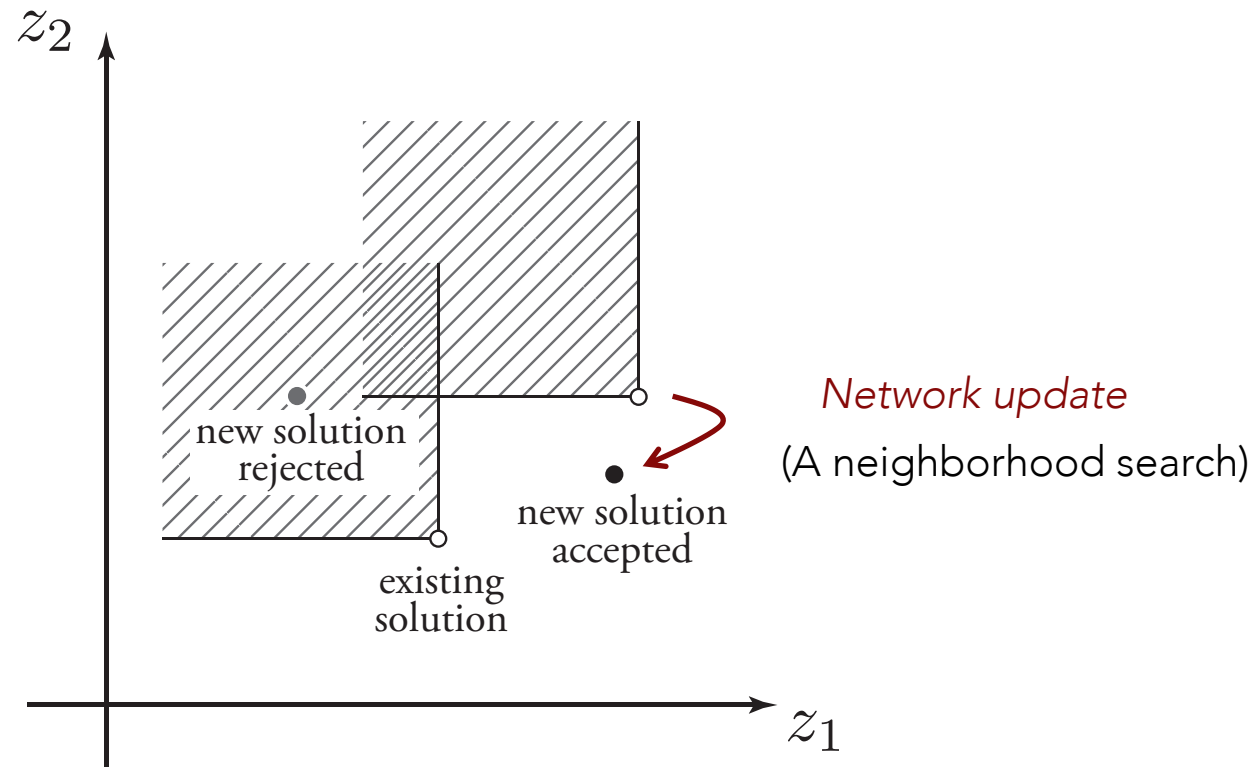 z₂
new solution
rejected
Network update
(A neighborhood search)
new solution
accepted
existing
solution
z₁